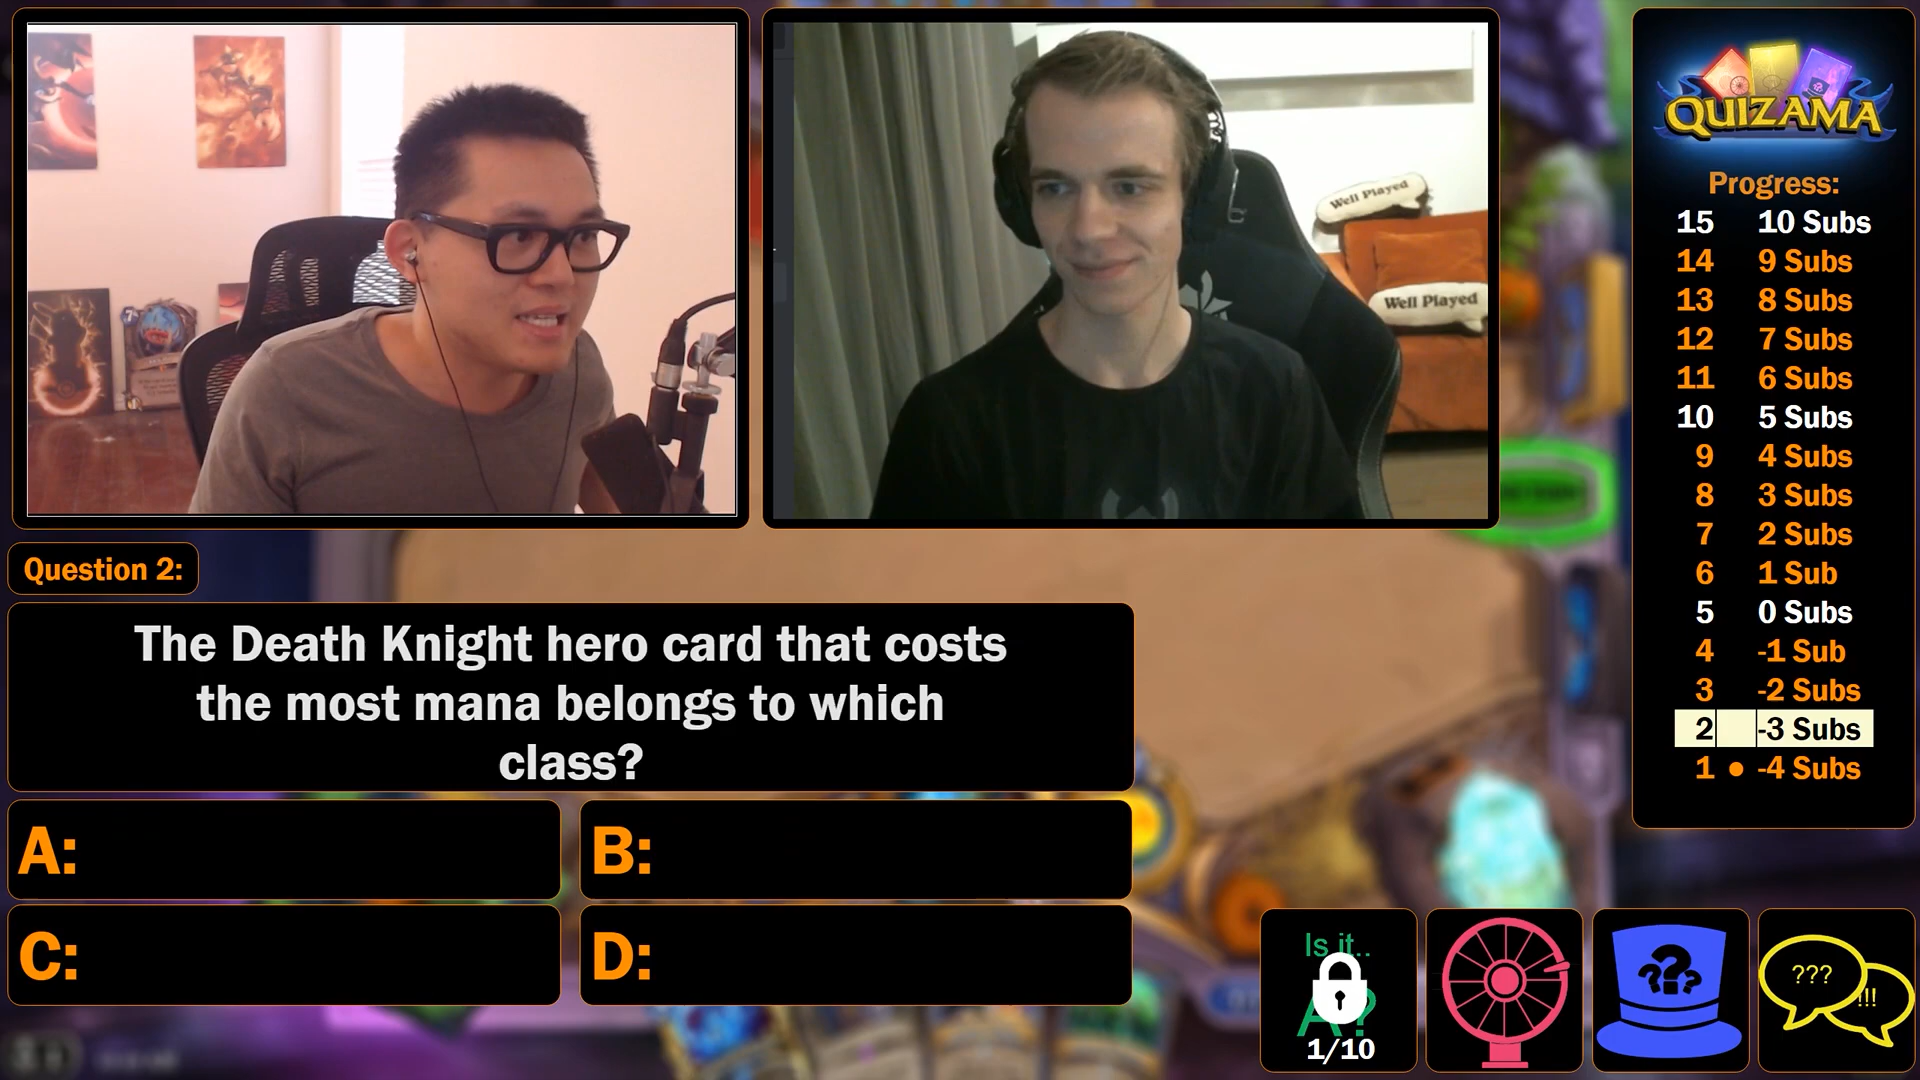 Well Played
Well Played
QUIZAMA
Progress:
15 10 Subs
14 9 Subs
13 8 Subs
12 7 Subs
11 6 Subs
10 5 Subs
9 4 Subs
8 3 Subs
7 2 Subs
6 1 Sub
5 0 Subs
4 -1 Sub
3 -2 Subs
2 -3 Subs
1 • -4 Subs
Question 2:
The Death Knight hero card that costs
the most mana belongs to which
class?
A:
B:
C:
D:
Is it..
A?
1/10
???
!!!